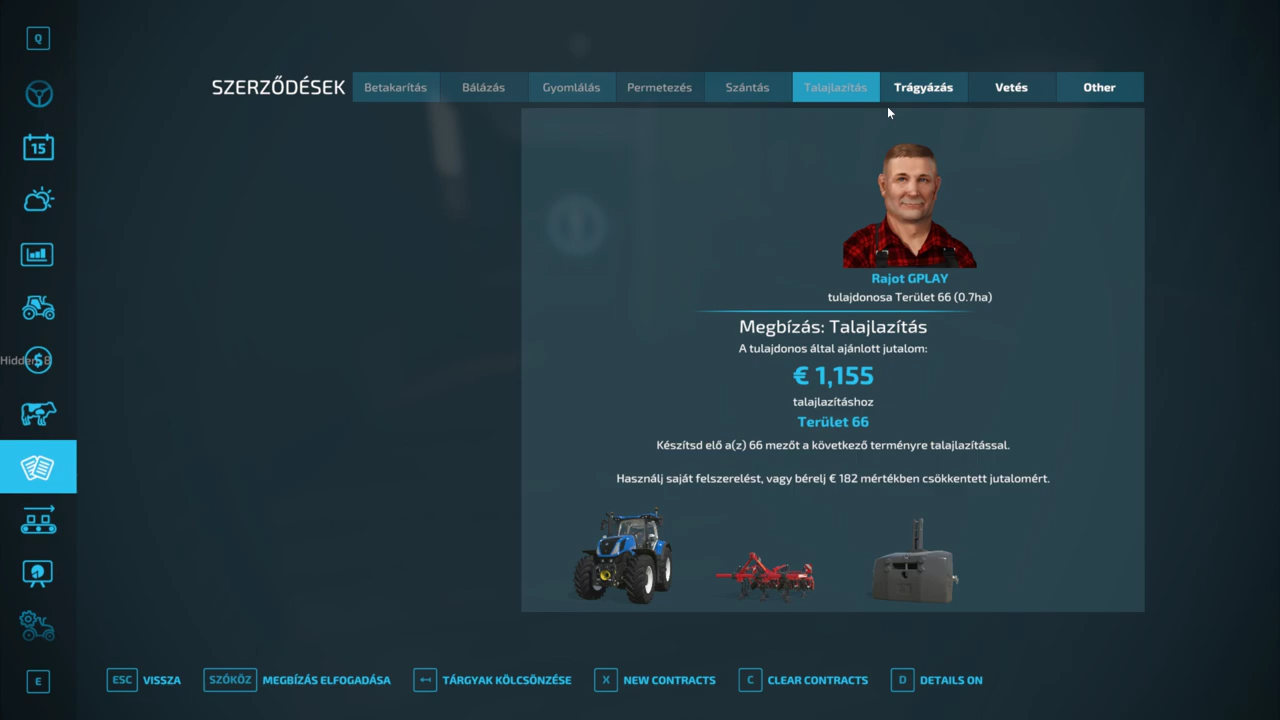 Q
SZERZŐDÉSEK
Betakarítás
Bálázás
Gyomlálás
Permetezés
Szántás
Talajlazítás
Trágyázás
Vetés
Other
15
Rajot GPLAY
tulajdonosa Terület 66 (0.7ha)
Megbízás: Talajlazítás
A tulajdonos által ajánlott jutalom:
€ 1,155
talajlazításhoz
Terület 66
Készítsd elő a(z) 66 mezőt a következő terményre talajlazítással.
Használj saját felszerelést, vagy bérelj € 182 mértékben csökkentett jutalomért.
E
ESC VISSZA
SZÓKÖZ MEGBÍZÁS ELFOGADÁSA
TÁRGYAK KÖLCSÖNZÉSE
X NEW CONTRACTS
C CLEAR CONTRACTS
D DETAILS ON